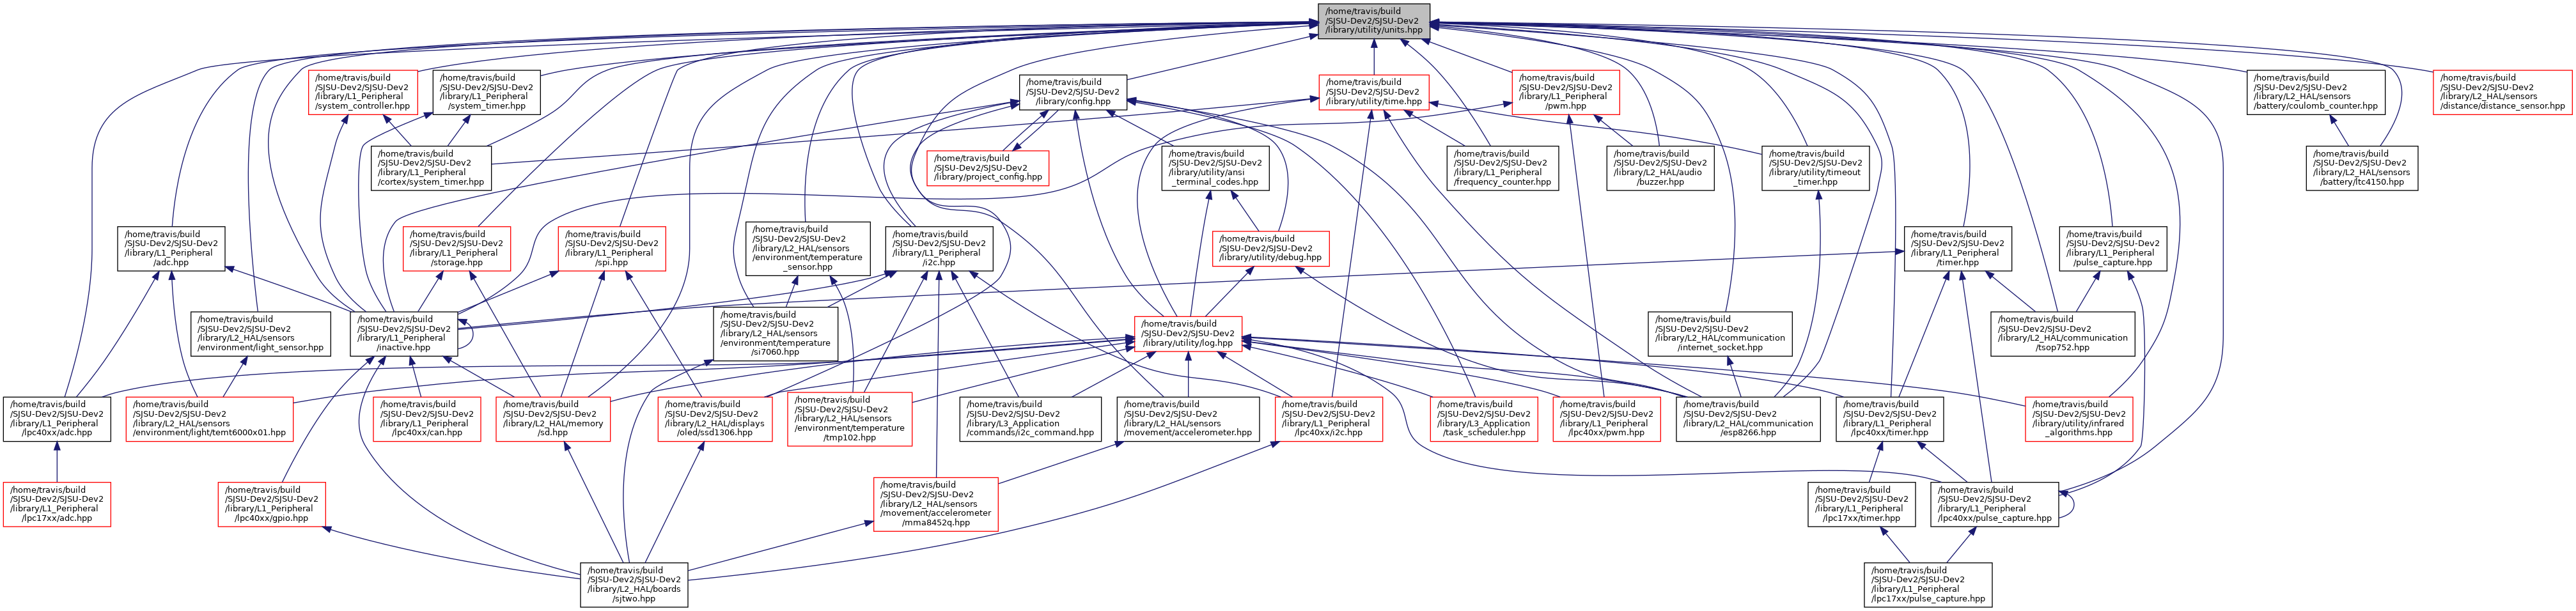 /home/travis/build
/SJSU-Dev2/SJSU-Dev2
/library/utility/units.hpp
/home/travis/build
/SJSU-Dev2/SJSU-Dev2
/library/L1_Peripheral
/system_controller.hpp
/home/travis/build
/SJSU-Dev2/SJSU-Dev2
/library/L1_Peripheral
/system_timer.hpp
/home/travis/build
/SJSU-Dev2/SJSU-Dev2
/library/config.hpp
/home/travis/build
/SJSU-Dev2/SJSU-Dev2
/library/utility/time.hpp
/home/travis/build
/SJSU-Dev2/SJSU-Dev2
/library/L1_Peripheral
/pwm.hpp
/home/travis/build
/SJSU-Dev2/SJSU-Dev2
/library/L2_HAL/sensors
/battery/coulomb_counter.hpp
/home/travis/build
/SJSU-Dev2/SJSU-Dev2
/library/L2_HAL/sensors
/distance/distance_sensor.hpp
/home/travis/build
/SJSU-Dev2/SJSU-Dev2
/library/L1_Peripheral
/cortex/system_timer.hpp
/home/travis/build
/SJSU-Dev2/SJSU-Dev2
/library/project_config.hpp
/home/travis/build
/SJSU-Dev2/SJSU-Dev2
/library/utility/ansi
_terminal_codes.hpp
/home/travis/build
/SJSU-Dev2/SJSU-Dev2
/library/L1_Peripheral
/frequency_counter.hpp
/home/travis/build
/SJSU-Dev2/SJSU-Dev2
/library/L2_HAL/audio
/buzzer.hpp
/home/travis/build
/SJSU-Dev2/SJSU-Dev2
/library/utility/timeout
_timer.hpp
/home/travis/build
/SJSU-Dev2/SJSU-Dev2
/library/L2_HAL/sensors
/battery/ltc4150.hpp
/home/travis/build
/SJSU-Dev2/SJSU-Dev2
/library/L1_Peripheral
/adc.hpp
/home/travis/build
/SJSU-Dev2/SJSU-Dev2
/library/L1_Peripheral
/storage.hpp
/home/travis/build
/SJSU-Dev2/SJSU-Dev2
/library/L1_Peripheral
/spi.hpp
/home/travis/build
/SJSU-Dev2/SJSU-Dev2
/library/L2_HAL/sensors
/environment/temperature
_sensor.hpp
/home/travis/build
/SJSU-Dev2/SJSU-Dev2
/library/L1_Peripheral
/i2c.hpp
/home/travis/build
/SJSU-Dev2/SJSU-Dev2
/library/utility/debug.hpp
/home/travis/build
/SJSU-Dev2/SJSU-Dev2
/library/L1_Peripheral
/timer.hpp
/home/travis/build
/SJSU-Dev2/SJSU-Dev2
/library/L1_Peripheral
/pulse_capture.hpp
/home/travis/build
/SJSU-Dev2/SJSU-Dev2
/library/L2_HAL/sensors
/environment/light_sensor.hpp
/home/travis/build
/SJSU-Dev2/SJSU-Dev2
/library/L1_Peripheral
/inactive.hpp
/home/travis/build
/SJSU-Dev2/SJSU-Dev2
/library/L2_HAL/sensors
/environment/temperature
/si7060.hpp
/home/travis/build
/SJSU-Dev2/SJSU-Dev2
/library/utility/log.hpp
/home/travis/build
/SJSU-Dev2/SJSU-Dev2
/library/L2_HAL/communication
/internet_socket.hpp
/home/travis/build
/SJSU-Dev2/SJSU-Dev2
/library/L2_HAL/communication
/tsop752.hpp
/home/travis/build
/SJSU-Dev2/SJSU-Dev2
/library/L1_Peripheral
/lpc40xx/adc.hpp
/home/travis/build
/SJSU-Dev2/SJSU-Dev2
/library/L2_HAL/sensors
/environment/light/temt6000x01.hpp
/home/travis/build
/SJSU-Dev2/SJSU-Dev2
/library/L1_Peripheral
/lpc40xx/can.hpp
/home/travis/build
/SJSU-Dev2/SJSU-Dev2
/library/L2_HAL/memory
/sd.hpp
/home/travis/build
/SJSU-Dev2/SJSU-Dev2
/library/L2_HAL/displays
/oled/ssd1306.hpp
/home/travis/build
/SJSU-Dev2/SJSU-Dev2
/library/L2_HAL/sensors
/environment/temperature
/tmp102.hpp
/home/travis/build
/SJSU-Dev2/SJSU-Dev2
/library/L3_Application
/commands/i2c_command.hpp
/home/travis/build
/SJSU-Dev2/SJSU-Dev2
/library/L2_HAL/sensors
/movement/accelerometer.hpp
/home/travis/build
/SJSU-Dev2/SJSU-Dev2
/library/L1_Peripheral
/lpc40xx/i2c.hpp
/home/travis/build
/SJSU-Dev2/SJSU-Dev2
/library/L3_Application
/task_scheduler.hpp
/home/travis/build
/SJSU-Dev2/SJSU-Dev2
/library/L1_Peripheral
/lpc40xx/pwm.hpp
/home/travis/build
/SJSU-Dev2/SJSU-Dev2
/library/L2_HAL/communication
/esp8266.hpp
/home/travis/build
/SJSU-Dev2/SJSU-Dev2
/library/L1_Peripheral
/lpc40xx/timer.hpp
/home/travis/build
/SJSU-Dev2/SJSU-Dev2
/library/utility/infrared
_algorithms.hpp
/home/travis/build
/SJSU-Dev2/SJSU-Dev2
/library/L1_Peripheral
/lpc17xx/adc.hpp
/home/travis/build
/SJSU-Dev2/SJSU-Dev2
/library/L1_Peripheral
/lpc40xx/gpio.hpp
/home/travis/build
/SJSU-Dev2/SJSU-Dev2
/library/L2_HAL/sensors
/movement/accelerometer
/mma8452q.hpp
/home/travis/build
/SJSU-Dev2/SJSU-Dev2
/library/L1_Peripheral
/lpc17xx/timer.hpp
/home/travis/build
/SJSU-Dev2/SJSU-Dev2
/library/L1_Peripheral
/lpc40xx/pulse_capture.hpp
/home/travis/build
/SJSU-Dev2/SJSU-Dev2
/library/L2_HAL/boards
/sjtwo.hpp
/home/travis/build
/SJSU-Dev2/SJSU-Dev2
/library/L1_Peripheral
/lpc17xx/pulse_capture.hpp